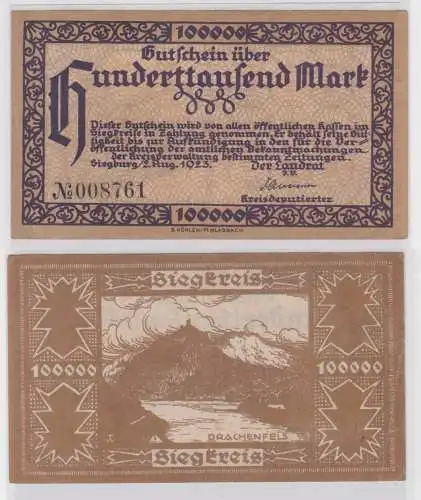 100000
Gutschein über
Hunderttausend Mark
Dieser Gutschein wird von allen öffentlichen Kassen im
Siegkreise in Zahlung genommen. Er behält seine Gül-
tigkeit bis zur Aufkündigung in den für die Ver-
öffentlichung der amtlichen Bekanntmachungen
der Kreisverwaltung bestimmten Zeitungen.
Siegburg, 2. Aug. 1923. Der Landrat
J.V.
№ 008761
Kreisdeputierter
100000
B. KÜHLEN-M.GLADBACH
Siegkreis
100000 100000
DRACHENFELS
Siegkreis